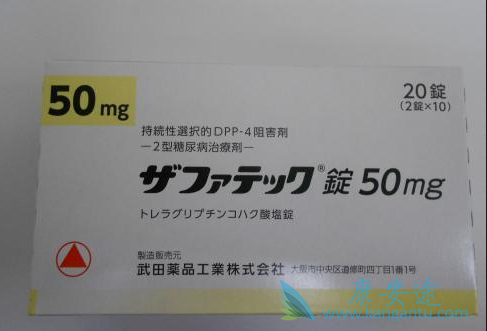 50mg
20錠
(2錠×10)
持続性選択的DPP-4阻害剤
－2型糖尿病治療剤－
ザファテック®錠50mg
トレラグリプチンコハク酸塩錠
製造販売元
武田薬品工業株式会社 大阪市中央区道修町四丁目1番1号
康安途